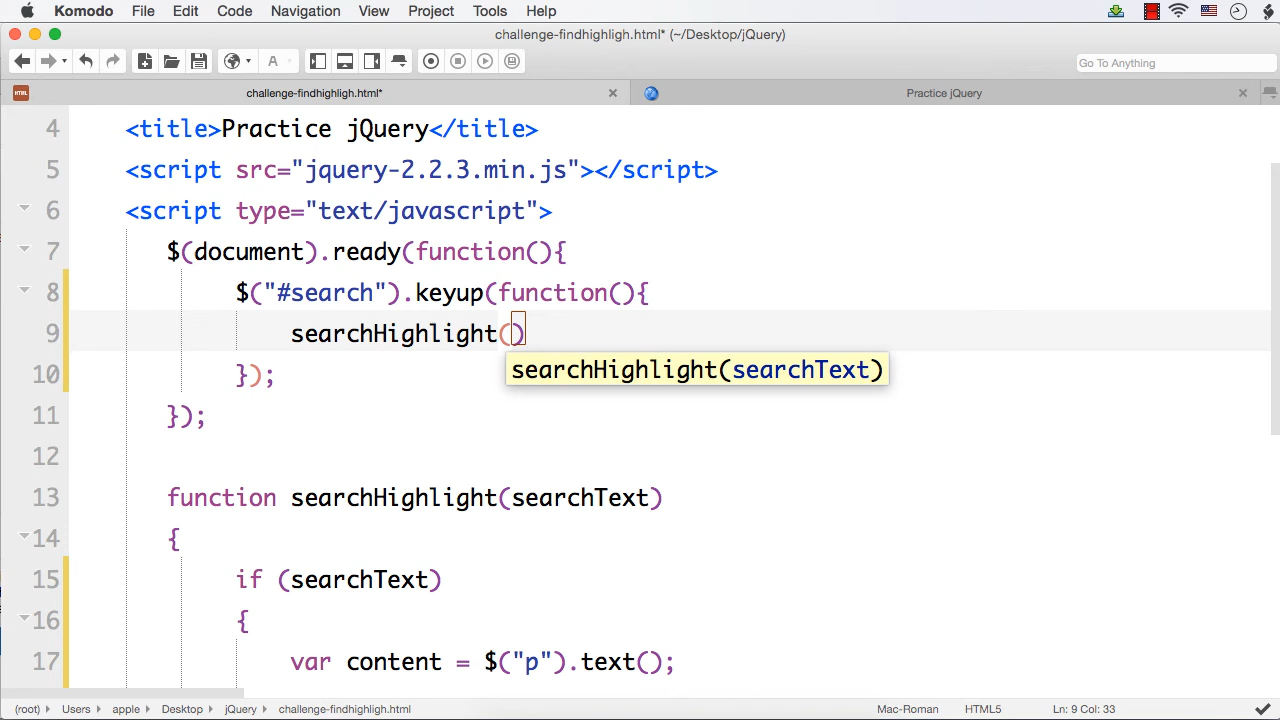 Komodo File Edit Code Navigation View Project Tools Help
challenge-findhighligh.html* (~/Desktop/jQuery)
Go To Anything
HTML challenge-findhighligh.html* Practice jQuery
4 <title>Practice jQuery</title>
5 <script src="jquery-2.2.3.min.js"></script>
6 <script type="text/javascript">
7 $(document).ready(function(){
8 $("#search").keyup(function(){
9 searchHighlight()
searchHighlight(searchText)
10 });
11 });
12
13 function searchHighlight(searchText)
14 {
15 if (searchText)
16 {
17 var content = $("p").text();
(root) Users apple Desktop jQuery challenge-findhighligh.html Mac-Roman HTML5 Ln: 9 Col: 33